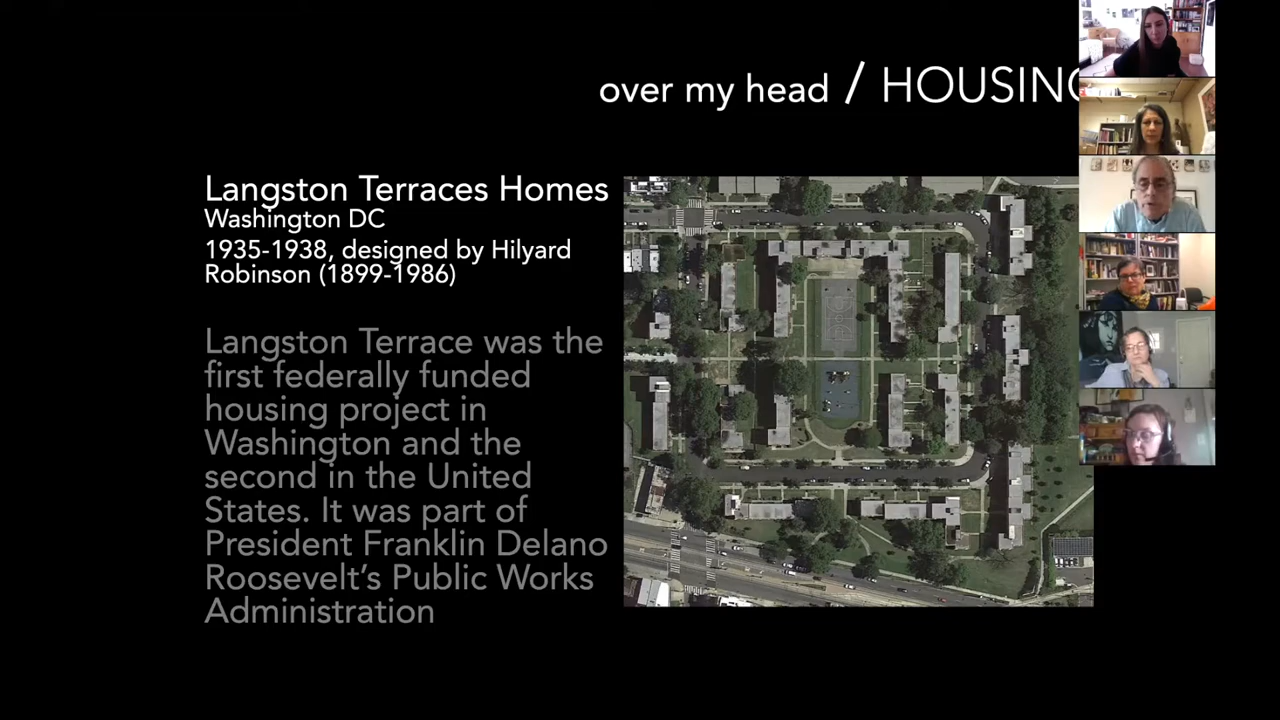 over my head / HOUSING
Langston Terraces Homes
Washington DC
1935-1938, designed by Hilyard
Robinson (1899-1986)
Langston Terrace was the
first federally funded
housing project in
Washington and the
second in the United
States. It was part of
President Franklin Delano
Roosevelt’s Public Works
Administration